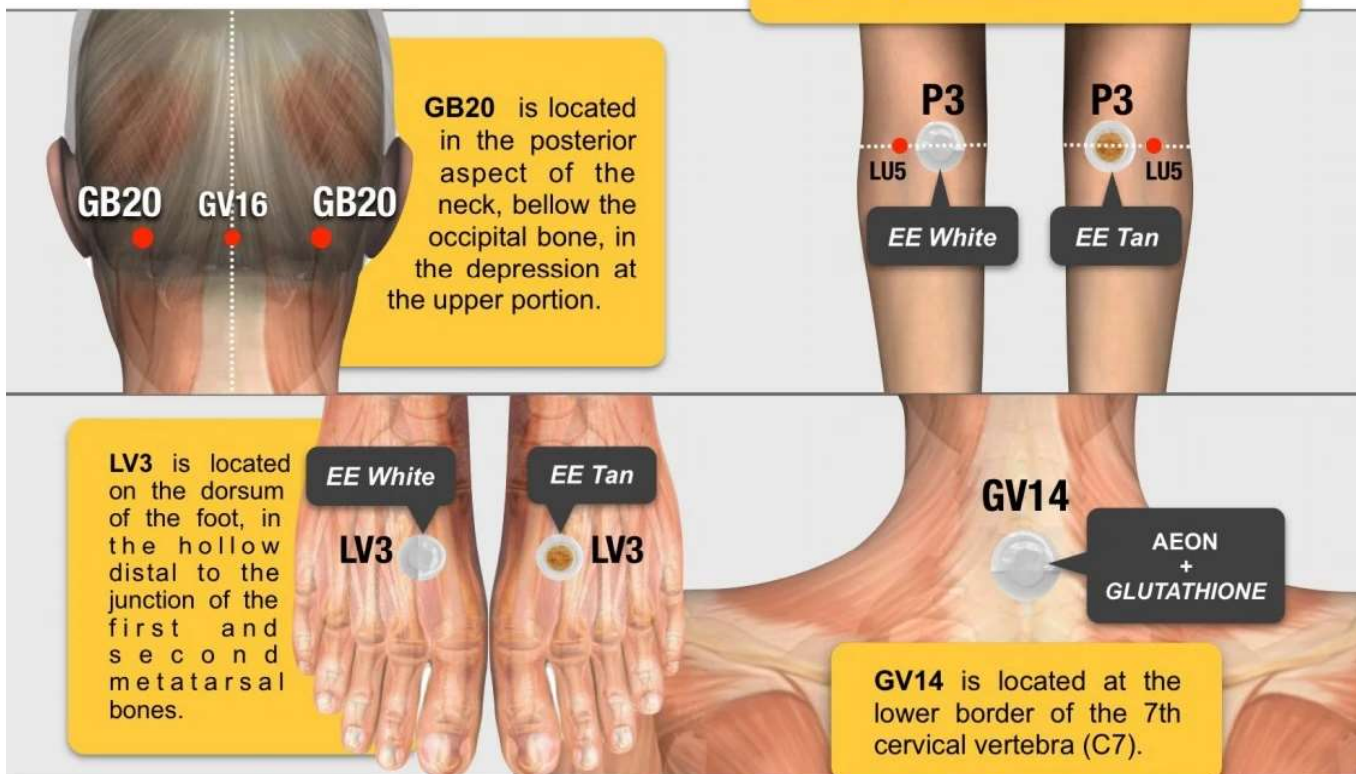 GB20 GV16 GB20
GB20 is located
in the posterior
aspect of the
neck, bellow the
occipital bone, in
the depression at
the upper portion.
P3 P3
LU5 LU5
EE White EE Tan
LV3 is located
on the dorsum
of the foot, in
the hollow
distal to the
junction of the
first and
second
metatarsal
bones.
EE White EE Tan
LV3 LV3
GV14
AEON
+
GLUTATHIONE
GV14 is located at the
lower border of the 7th
cervical vertebra (C7).